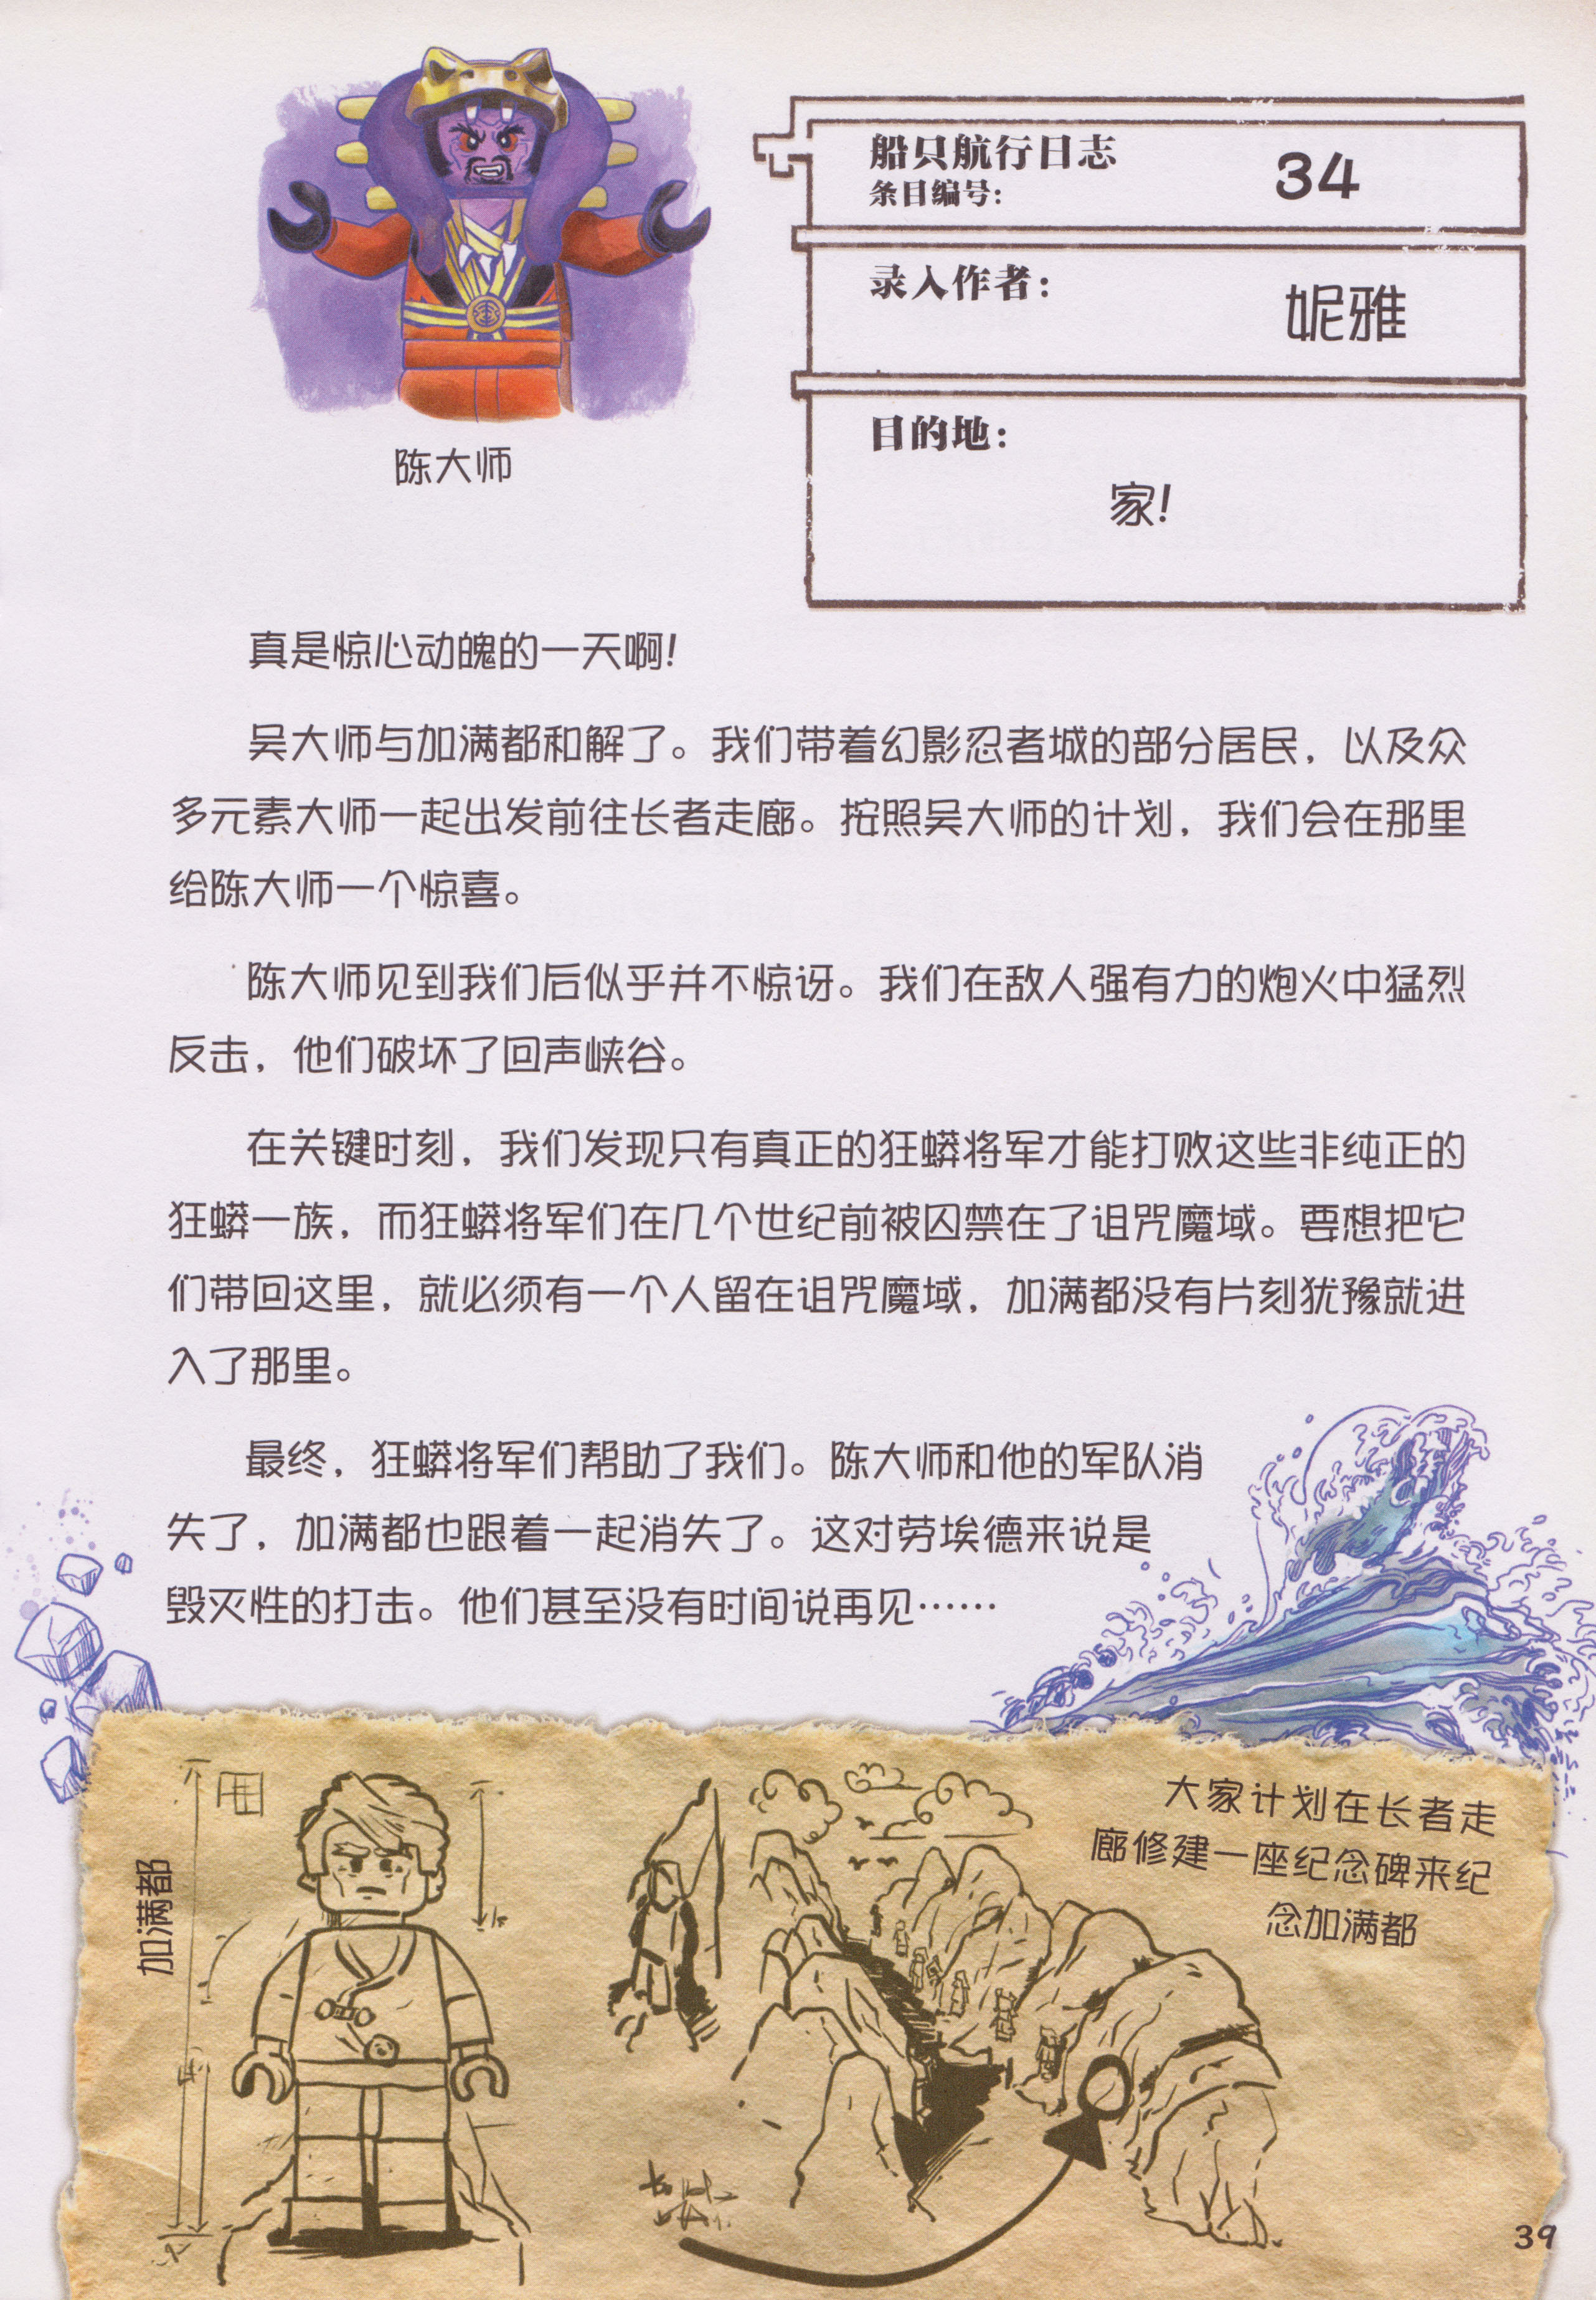 船只航行日志
条目编号:
34
录入作者:
妮雅
目的地:
家!
陈大师
真是惊心动魄的一天啊!
吴大师与加满都和解了。我们带着幻影忍者城的部分居民，以及众
多元素大师一起出发前往长者走廊。按照吴大师的计划，我们会在那里
给陈大师一个惊喜。
陈大师见到我们后似乎并不惊讶。我们在敌人强有力的炮火中猛烈
反击，他们破坏了回声峡谷。
在关键时刻，我们发现只有真正的狂蟒将军才能打败这些非纯正的
狂蟒一族，而狂蟒将军们在几个世纪前被囚禁在了诅咒魔域。要想把它
们带回这里，就必须有一个人留在诅咒魔域，加满都没有片刻犹豫就进
入了那里。
最终，狂蟒将军们帮助了我们。陈大师和他的军队消
失了，加满都也跟着一起消失了。这对劳埃德来说是
毁灭性的打击。他们甚至没有时间说再见……
加满都
大家计划在长者走
廊修建一座纪念碑来纪
念加满都
39